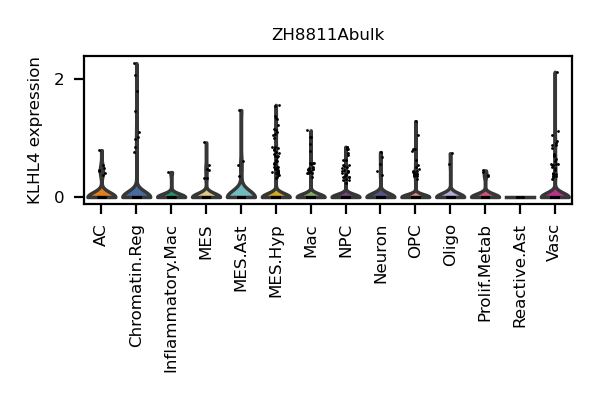 ZH8811Abulk
KLHL4 expression
2
0
AC
Chromatin.Reg
Inflammatory.Mac
MES
MES.Ast
MES.Hyp
Mac
NPC
Neuron
OPC
Oligo
Prolif.Metab
Reactive.Ast
Vasc